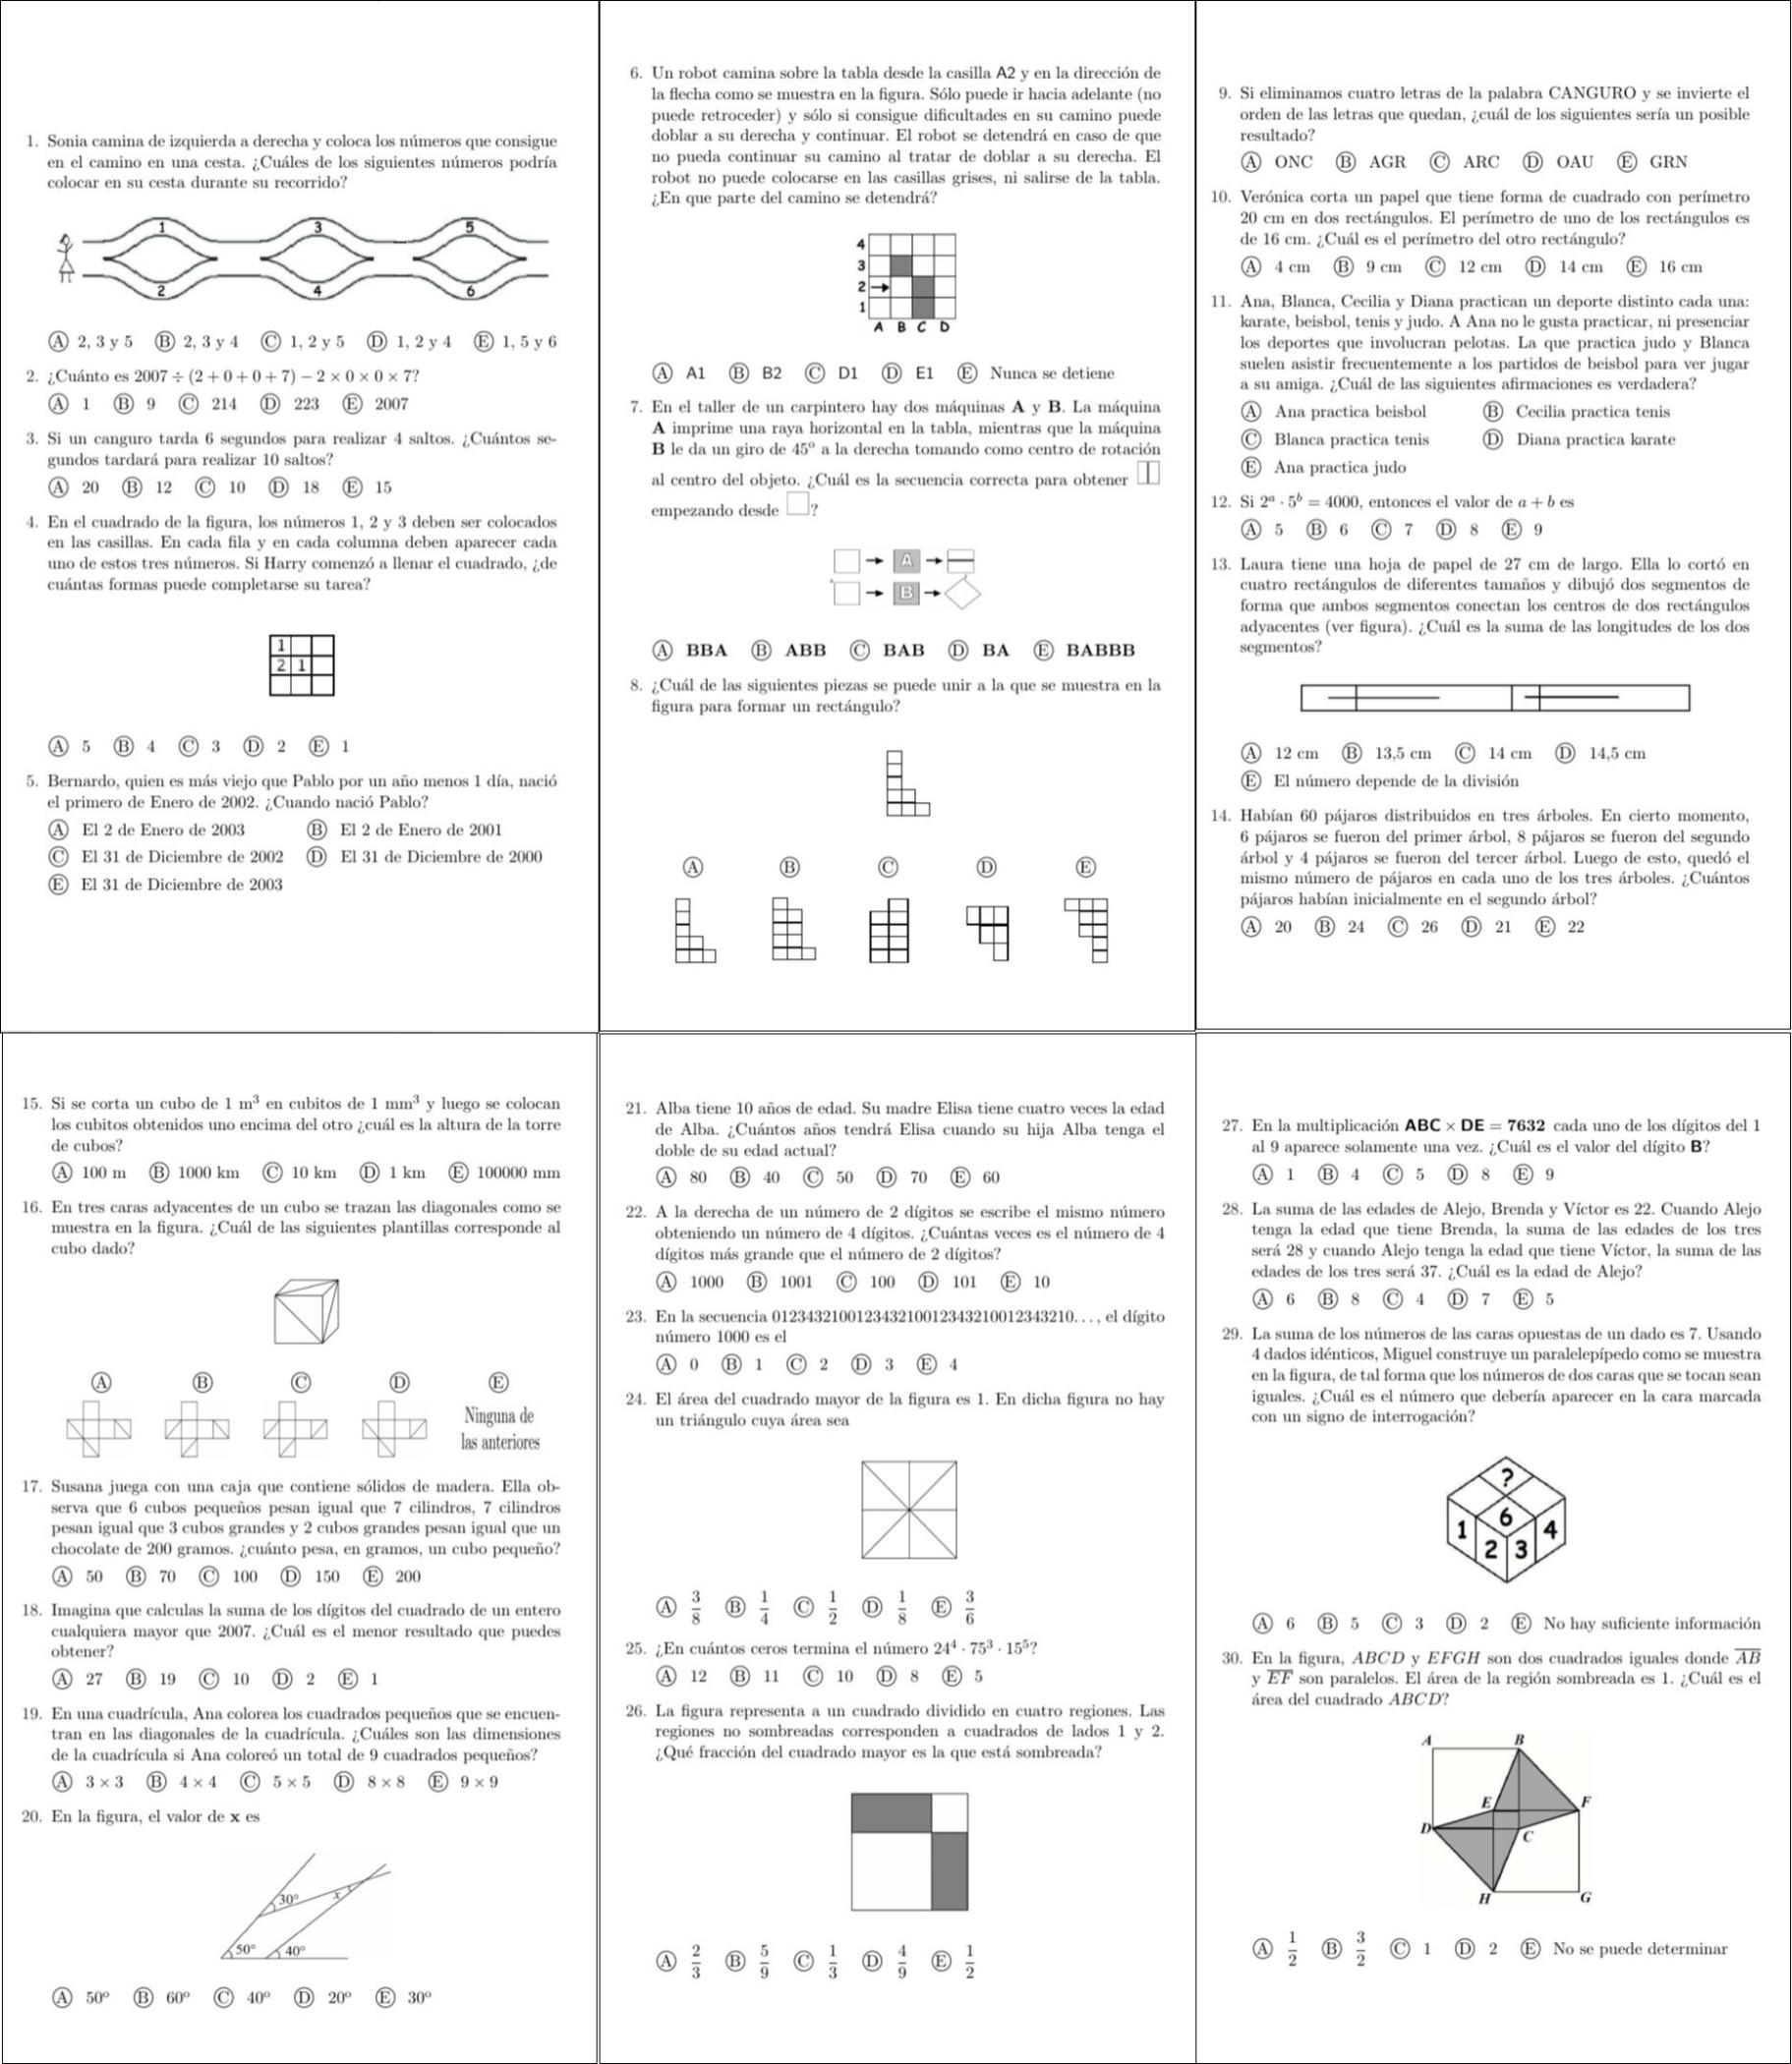 1. Sonia camina de izquierda a derecha y coloca los números que consigue
en el camino en una cesta. ¿Cuáles de los siguientes números podría
colocar en su cesta durante su recorrido?
1 3 5
2 4 6
Ⓐ 2, 3 y 5 Ⓑ 2, 3 y 4 Ⓒ 1, 2 y 5 Ⓓ 1, 2 y 4 Ⓔ 1, 5 y 6
2. ¿Cuánto es 2007 ÷ (2 + 0 + 0 + 7) − 2 × 0 × 0 × 7?
Ⓐ 1 Ⓑ 9 Ⓒ 214 Ⓓ 223 Ⓔ 2007
3. Si un canguro tarda 6 segundos para realizar 4 saltos. ¿Cuántos se-
gundos tardará para realizar 10 saltos?
Ⓐ 20 Ⓑ 12 Ⓒ 10 Ⓓ 18 Ⓔ 15
4. En el cuadrado de la figura, los números 1, 2 y 3 deben ser colocados
en las casillas. En cada fila y en cada columna deben aparecer cada
uno de estos tres números. Si Harry comenzó a llenar el cuadrado, ¿de
cuántas formas puede completarse su tarea?
1
2 1
Ⓐ 5 Ⓑ 4 Ⓒ 3 Ⓓ 2 Ⓔ 1
5. Bernardo, quien es más viejo que Pablo por un año menos 1 día, nació
el primero de Enero de 2002. ¿Cuando nació Pablo?
Ⓐ El 2 de Enero de 2003 Ⓑ El 2 de Enero de 2001
Ⓒ El 31 de Diciembre de 2002 Ⓓ El 31 de Diciembre de 2000
Ⓔ El 31 de Diciembre de 2003
6. Un robot camina sobre la tabla desde la casilla A2 y en la dirección de
la flecha como se muestra en la figura. Sólo puede ir hacia adelante (no
puede retroceder) y sólo si consigue dificultades en su camino puede
doblar a su derecha y continuar. El robot se detendrá en caso de que
no pueda continuar su camino al tratar de doblar a su derecha. El
robot no puede colocarse en las casillas grises, ni salirse de la tabla.
¿En que parte del camino se detendrá?
4
3
2
1
A B C D
Ⓐ A1 Ⓑ B2 Ⓒ D1 Ⓓ E1 Ⓔ Nunca se detiene
7. En el taller de un carpintero hay dos máquinas A y B. La máquina
A imprime una raya horizontal en la tabla, mientras que la máquina
B le da un giro de 45° a la derecha tomando como centro de rotación
al centro del objeto. ¿Cuál es la secuencia correcta para obtener
empezando desde ?
A
B
Ⓐ BBA Ⓑ ABB Ⓒ BAB Ⓓ BA Ⓔ BABBB
8. ¿Cuál de las siguientes piezas se puede unir a la que se muestra en la
figura para formar un rectángulo?
Ⓐ Ⓑ Ⓒ Ⓓ Ⓔ
9. Si eliminamos cuatro letras de la palabra CANGURO y se invierte el
orden de las letras que quedan, ¿cuál de los siguientes sería un posible
resultado?
Ⓐ ONC Ⓑ AGR Ⓒ ARC Ⓓ OAU Ⓔ GRN
10. Verónica corta un papel que tiene forma de cuadrado con perímetro
20 cm en dos rectángulos. El perímetro de uno de los rectángulos es
de 16 cm. ¿Cuál es el perímetro del otro rectángulo?
Ⓐ 4 cm Ⓑ 9 cm Ⓒ 12 cm Ⓓ 14 cm Ⓔ 16 cm
11. Ana, Blanca, Cecilia y Diana practican un deporte distinto cada una:
karate, beisbol, tenis y judo. A Ana no le gusta practicar, ni presenciar
los deportes que involucran pelotas. La que practica judo y Blanca
suelen asistir frecuentemente a los partidos de beisbol para ver jugar
a su amiga. ¿Cuál de las siguientes afirmaciones es verdadera?
Ⓐ Ana practica beisbol Ⓑ Cecilia practica tenis
Ⓒ Blanca practica tenis Ⓓ Diana practica karate
Ⓔ Ana practica judo
12. Si 2ᵃ · 5ᵇ = 4000, entonces el valor de a + b es
Ⓐ 5 Ⓑ 6 Ⓒ 7 Ⓓ 8 Ⓔ 9
13. Laura tiene una hoja de papel de 27 cm de largo. Ella lo cortó en
cuatro rectángulos de diferentes tamaños y dibujó dos segmentos de
forma que ambos segmentos conectan los centros de dos rectángulos
adyacentes (ver figura). ¿Cuál es la suma de las longitudes de los dos
segmentos?
Ⓐ 12 cm Ⓑ 13,5 cm Ⓒ 14 cm Ⓓ 14,5 cm
Ⓔ El número depende de la división
14. Habían 60 pájaros distribuidos en tres árboles. En cierto momento,
6 pájaros se fueron del primer árbol, 8 pájaros se fueron del segundo
árbol y 4 pájaros se fueron del tercer árbol. Luego de esto, quedó el
mismo número de pájaros en cada uno de los tres árboles. ¿Cuántos
pájaros habían inicialmente en el segundo árbol?
Ⓐ 20 Ⓑ 24 Ⓒ 26 Ⓓ 21 Ⓔ 22
15. Si se corta un cubo de 1 m³ en cubitos de 1 mm³ y luego se colocan
los cubitos obtenidos uno encima del otro ¿cuál es la altura de la torre
de cubos?
Ⓐ 100 m Ⓑ 1000 km Ⓒ 10 km Ⓓ 1 km Ⓔ 100000 mm
16. En tres caras adyacentes de un cubo se trazan las diagonales como se
muestra en la figura. ¿Cuál de las siguientes plantillas corresponde al
cubo dado?
Ⓐ Ⓑ Ⓒ Ⓓ Ⓔ
Ninguna de
las anteriores
17. Susana juega con una caja que contiene sólidos de madera. Ella ob-
serva que 6 cubos pequeños pesan igual que 7 cilindros, 7 cilindros
pesan igual que 3 cubos grandes y 2 cubos grandes pesan igual que un
chocolate de 200 gramos. ¿cuánto pesa, en gramos, un cubo pequeño?
Ⓐ 50 Ⓑ 70 Ⓒ 100 Ⓓ 150 Ⓔ 200
18. Imagina que calculas la suma de los dígitos del cuadrado de un entero
cualquiera mayor que 2007. ¿Cuál es el menor resultado que puedes
obtener?
Ⓐ 27 Ⓑ 19 Ⓒ 10 Ⓓ 2 Ⓔ 1
19. En una cuadrícula, Ana colorea los cuadrados pequeños que se encuen-
tran en las diagonales de la cuadrícula. ¿Cuáles son las dimensiones
de la cuadrícula si Ana coloreó un total de 9 cuadrados pequeños?
Ⓐ 3 × 3 Ⓑ 4 × 4 Ⓒ 5 × 5 Ⓓ 8 × 8 Ⓔ 9 × 9
20. En la figura, el valor de x es
30° x
50° 40°
Ⓐ 50° Ⓑ 60° Ⓒ 40° Ⓓ 20° Ⓔ 30°
21. Alba tiene 10 años de edad. Su madre Elisa tiene cuatro veces la edad
de Alba. ¿Cuántos años tendrá Elisa cuando su hija Alba tenga el
doble de su edad actual?
Ⓐ 80 Ⓑ 40 Ⓒ 50 Ⓓ 70 Ⓔ 60
22. A la derecha de un número de 2 dígitos se escribe el mismo número
obteniendo un número de 4 dígitos. ¿Cuántas veces es el número de 4
dígitos más grande que el número de 2 dígitos?
Ⓐ 1000 Ⓑ 1001 Ⓒ 100 Ⓓ 101 Ⓔ 10
23. En la secuencia 012343210012343210012343210012343210. . . , el dígito
número 1000 es el
Ⓐ 0 Ⓑ 1 Ⓒ 2 Ⓓ 3 Ⓔ 4
24. El área del cuadrado mayor de la figura es 1. En dicha figura no hay
un triángulo cuya área sea
Ⓐ 3/8 Ⓑ 1/4 Ⓒ 1/2 Ⓓ 1/8 Ⓔ 3/6
25. ¿En cuántos ceros termina el número 24⁴ · 75³ · 15⁵?
Ⓐ 12 Ⓑ 11 Ⓒ 10 Ⓓ 8 Ⓔ 5
26. La figura representa a un cuadrado dividido en cuatro regiones. Las
regiones no sombreadas corresponden a cuadrados de lados 1 y 2.
¿Qué fracción del cuadrado mayor es la que está sombreada?
Ⓐ 2/3 Ⓑ 5/9 Ⓒ 1/3 Ⓓ 4/9 Ⓔ 1/2
27. En la multiplicación ABC × DE = 7632 cada uno de los dígitos del 1
al 9 aparece solamente una vez. ¿Cuál es el valor del dígito B?
Ⓐ 1 Ⓑ 4 Ⓒ 5 Ⓓ 8 Ⓔ 9
28. La suma de las edades de Alejo, Brenda y Víctor es 22. Cuando Alejo
tenga la edad que tiene Brenda, la suma de las edades de los tres
será 28 y cuando Alejo tenga la edad que tiene Víctor, la suma de las
edades de los tres será 37. ¿Cuál es la edad de Alejo?
Ⓐ 6 Ⓑ 8 Ⓒ 4 Ⓓ 7 Ⓔ 5
29. La suma de los números de las caras opuestas de un dado es 7. Usando
4 dados idénticos, Miguel construye un paralelepípedo como se muestra
en la figura, de tal forma que los números de dos caras que se tocan sean
iguales. ¿Cuál es el número que debería aparecer en la cara marcada
con un signo de interrogación?
?
1 6 4
2 3
Ⓐ 6 Ⓑ 5 Ⓒ 3 Ⓓ 2 Ⓔ No hay suficiente información
30. En la figura, ABCD y EFGH son dos cuadrados iguales donde A̅B̅
y E̅F̅ son paralelos. El área de la región sombreada es 1. ¿Cuál es el
área del cuadrado ABCD?
A B
E F
D C
H G
Ⓐ 1/2 Ⓑ 3/2 Ⓒ 1 Ⓓ 2 Ⓔ No se puede determinar